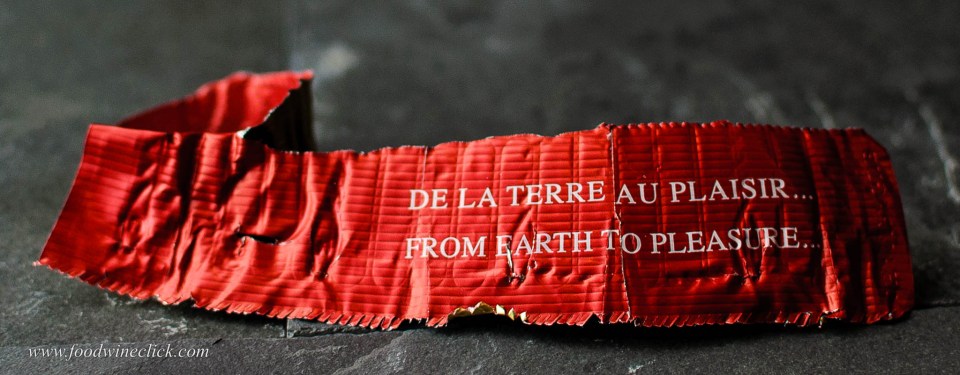 DE LA TERRE AU PLAISIR...
FROM EARTH TO PLEASURE...
www.foodwineclick.com